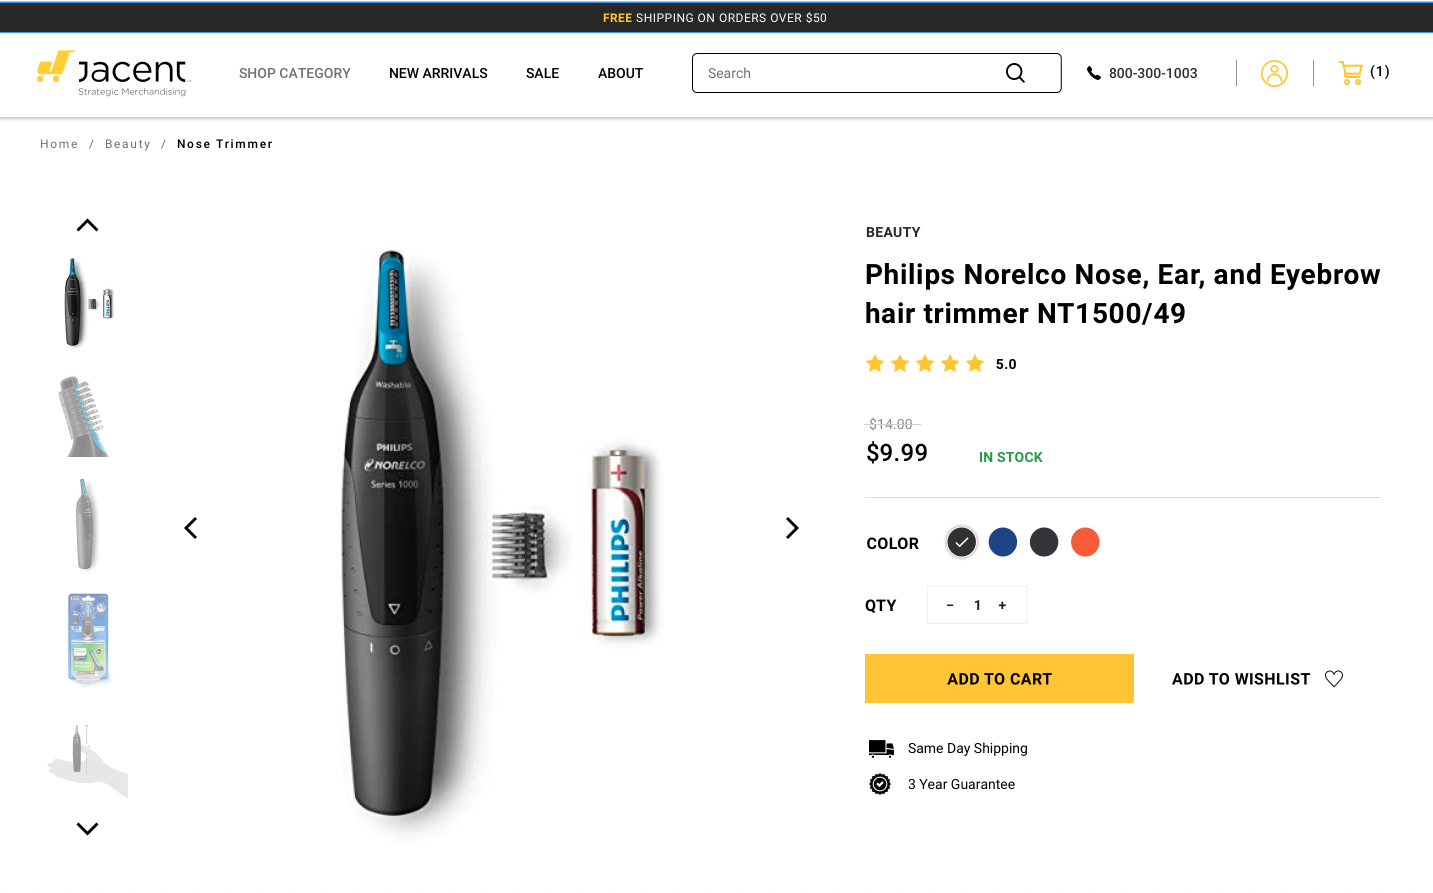 FREE SHIPPING ON ORDERS OVER $50
Jacent
Strategic Merchandising
SHOP CATEGORY
NEW ARRIVALS
SALE
ABOUT
Search
800-300-1003
(1)
Home / Beauty / Nose Trimmer
BEAUTY
Philips Norelco Nose, Ear, and Eyebrow
hair trimmer NT1500/49
5.0
$14.00
$9.99
IN STOCK
COLOR
QTY
− 1 +
ADD TO CART
ADD TO WISHLIST
Same Day Shipping
3 Year Guarantee
Washable
PHILIPS
NORELCO
Series 1000
PHILIPS
Power Alkaline